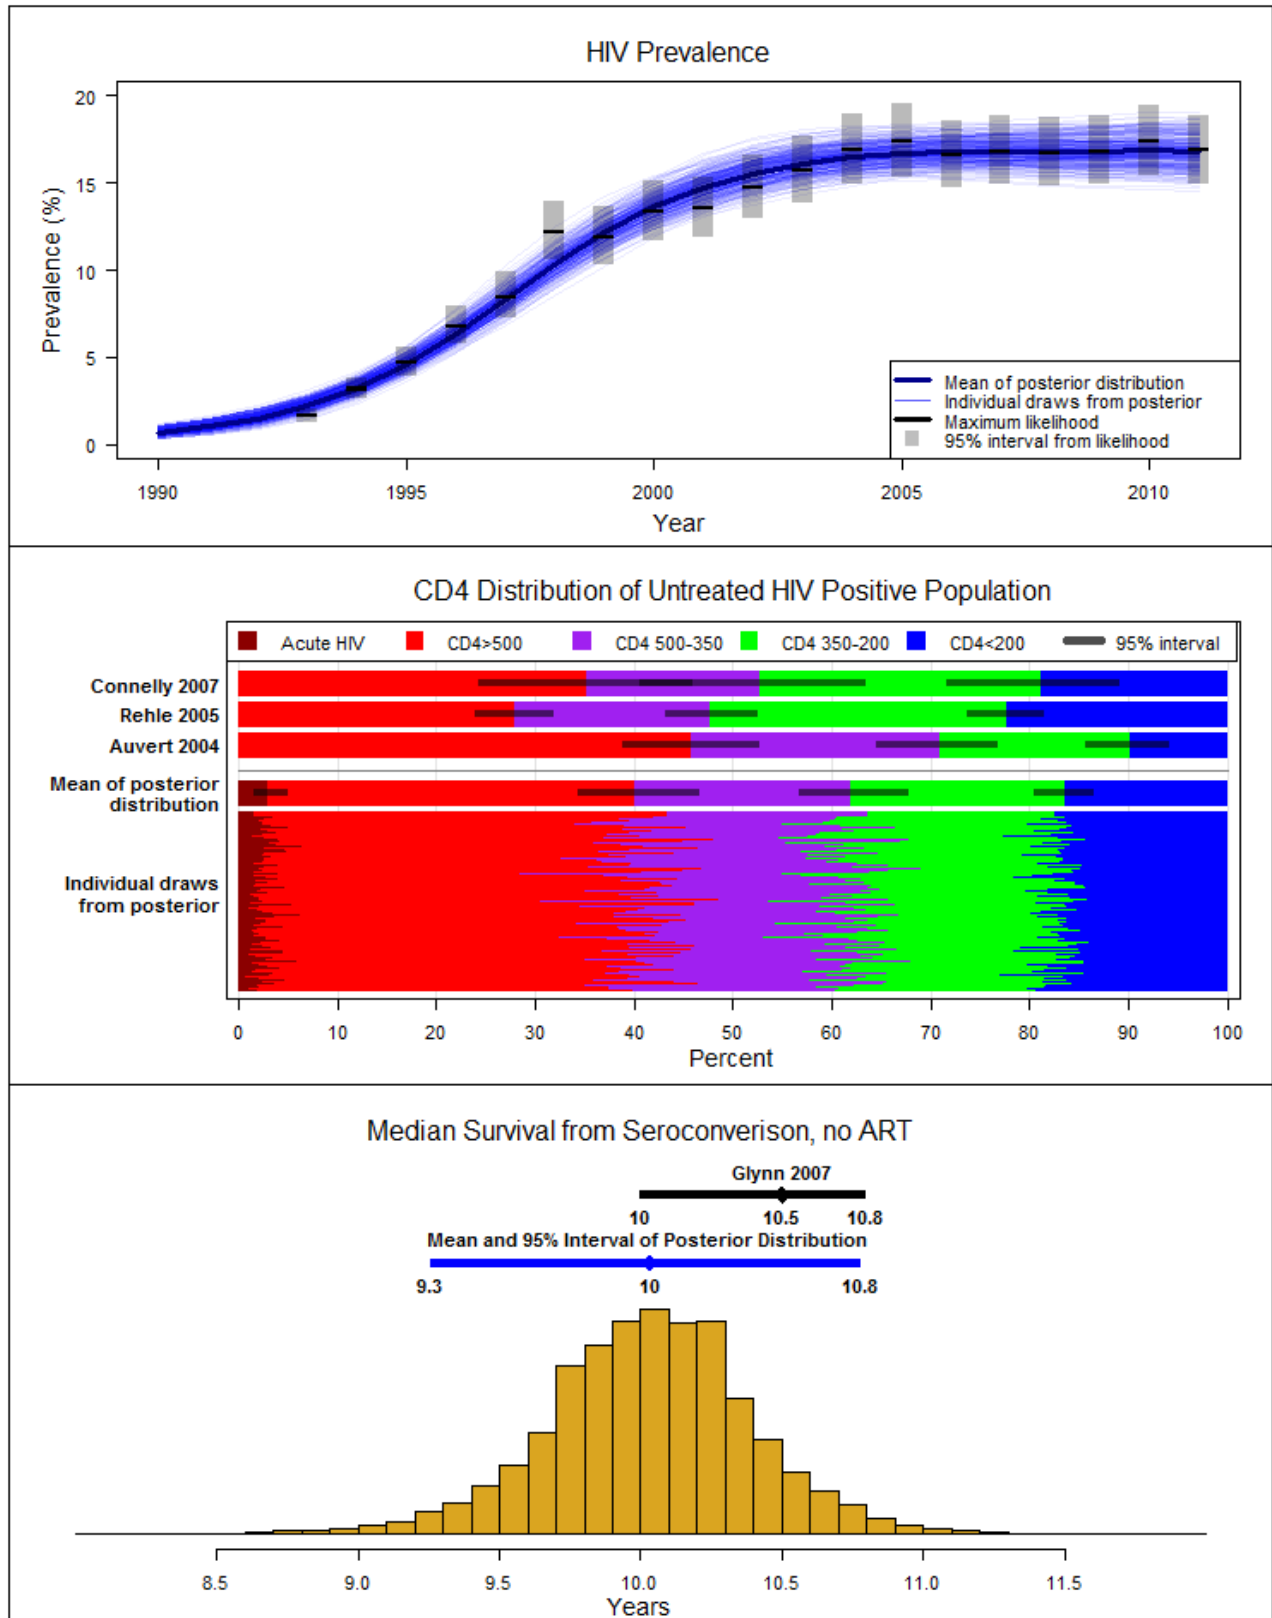 HIV Prevalence
Prevalence (%)
20
15
10
5
0
Mean of posterior distribution
Individual draws from posterior
Maximum likelihood
95% interval from likelihood
1990 1995 2000 2005 2010
Year
CD4 Distribution of Untreated HIV Positive Population
Acute HIV CD4>500 CD4 500-350 CD4 350-200 CD4<200 95% interval
Connelly 2007
Rehle 2005
Auvert 2004
Mean of posterior
distribution
Individual draws
from posterior
0 10 20 30 40 50 60 70 80 90 100
Percent
Median Survival from Seroconverison, no ART
Glynn 2007
10 10.5 10.8
Mean and 95% Interval of Posterior Distribution
9.3 10 10.8
8.5 9.0 9.5 10.0 10.5 11.0 11.5
Years